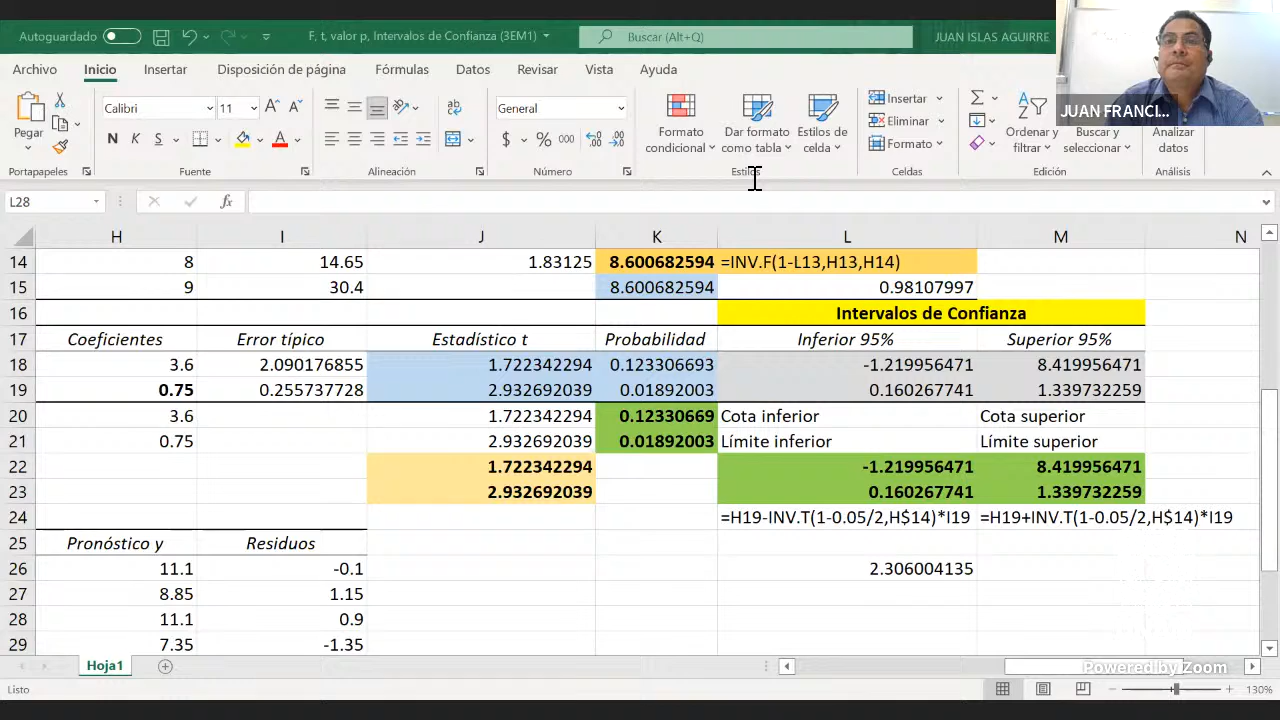 Autoguardado F, t, valor p, Intervalos de Confianza (3EM1) Buscar (Alt+Q) JUAN ISLAS AGUIRRE
Archivo Inicio Insertar Disposición de página Fórmulas Datos Revisar Vista Ayuda
JUAN FRANCI...
Calibri 11 General Insertar
Eliminar
Formato
Pegar N K S $ % 000
Formato condicional
Dar formato como tabla
Estilos de celda
Ordenar y filtrar
Buscar y seleccionar
Analizar datos
Portapapeles Fuente Alineación Número Estilos Celdas Edición Análisis
L28 fx
H I J K L M N
14 8 14.65 1.83125 8.600682594 =INV.F(1-L13,H13,H14)
15 9 30.4 8.600682594 0.98107997
16 Intervalos de Confianza
17 Coeficientes Error típico Estadístico t Probabilidad Inferior 95% Superior 95%
18 3.6 2.090176855 1.722342294 0.123306693 -1.219956471 8.419956471
19 0.75 0.255737728 2.932692039 0.01892003 0.160267741 1.339732259
20 3.6 1.722342294 0.12330669 Cota inferior Cota superior
21 0.75 2.932692039 0.01892003 Límite inferior Límite superior
22 1.722342294 -1.219956471 8.419956471
23 2.932692039 0.160267741 1.339732259
24 =H19-INV.T(1-0.05/2,H$14)*I19 =H19+INV.T(1-0.05/2,H$14)*I19
25 Pronóstico y Residuos
26 11.1 -0.1 2.306004135
27 8.85 1.15
28 11.1 0.9
29 7.35 -1.35
Hoja1
Powered by Zoom
Listo 130%